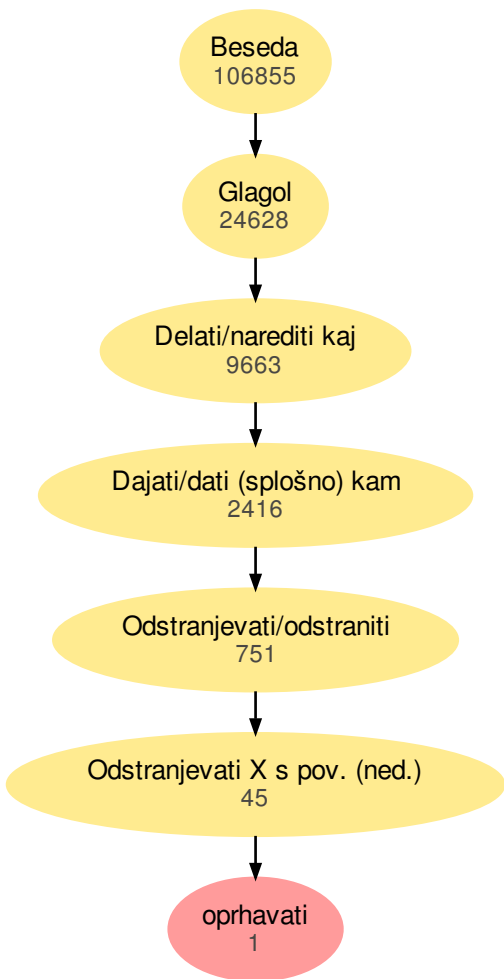 Beseda
106855
Glagol
24628
Delati/narediti kaj
9663
Dajati/dati (splošno) kam
2416
Odstranjevati/odstraniti
751
Odstranjevati X s pov. (ned.)
45
oprhavati
1